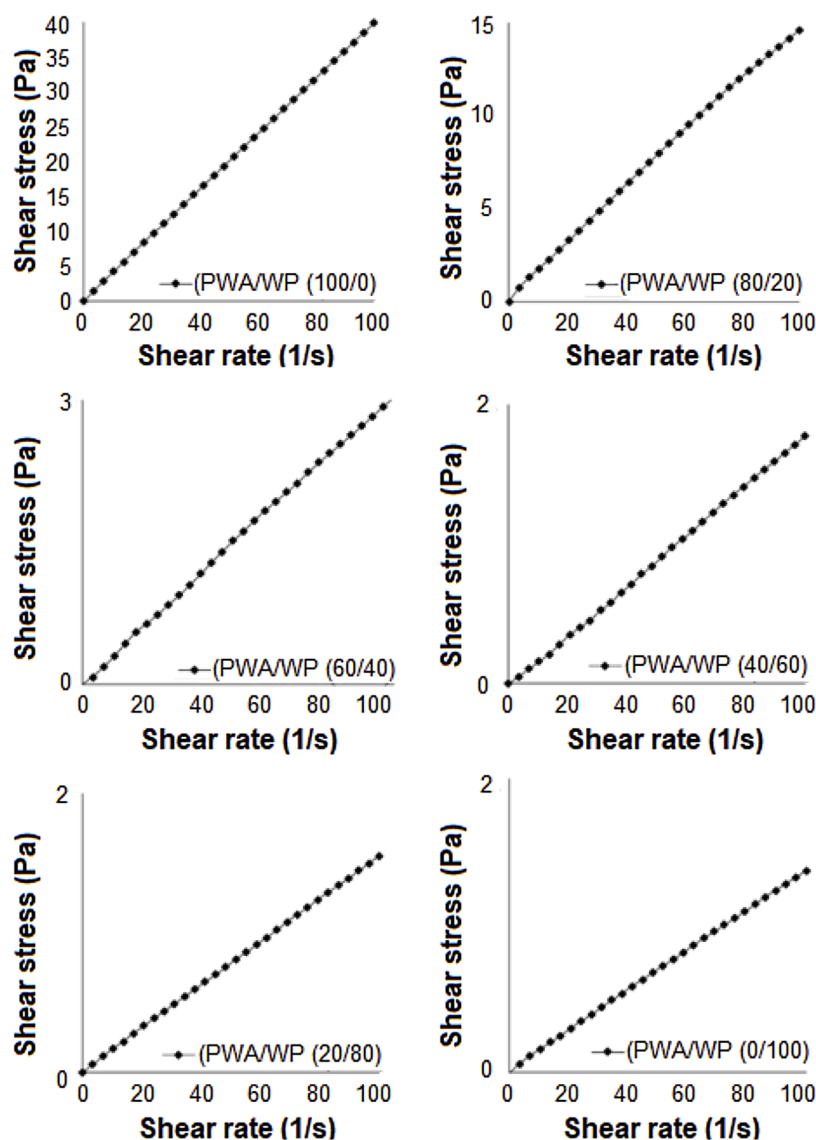 Shear stress (Pa)
40
35
30
25
20
15
10
5
0
(PWA/WP (100/0)
0 20 40 60 80 100
Shear rate (1/s)
Shear stress (Pa)
15
10
5
0
(PWA/WP (80/20)
0 20 40 60 80 100
Shear rate (1/s)
Shear stress (Pa)
3
0
(PWA/WP (60/40)
0 20 40 60 80 100
Shear rate (1/s)
Shear stress (Pa)
2
0
(PWA/WP (40/60)
0 20 40 60 80 100
Shear rate (1/s)
Shear stress (Pa)
2
1
0
(PWA/WP (20/80)
0 20 40 60 80 100
Shear rate (1/s)
Shear stress (Pa)
2
1
0
(PWA/WP (0/100)
0 20 40 60 80 100
Shear rate (1/s)